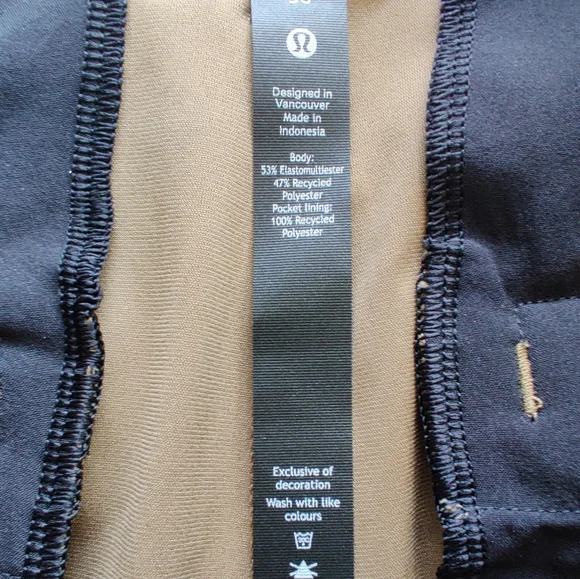 Designed in
Vancouver
Made in
Indonesia
Body:
53% Elastomultiester
47% Recycled
Polyester
Pocket lining:
100% Recycled
Polyester
Exclusive of
decoration
Wash with like
colours
30C